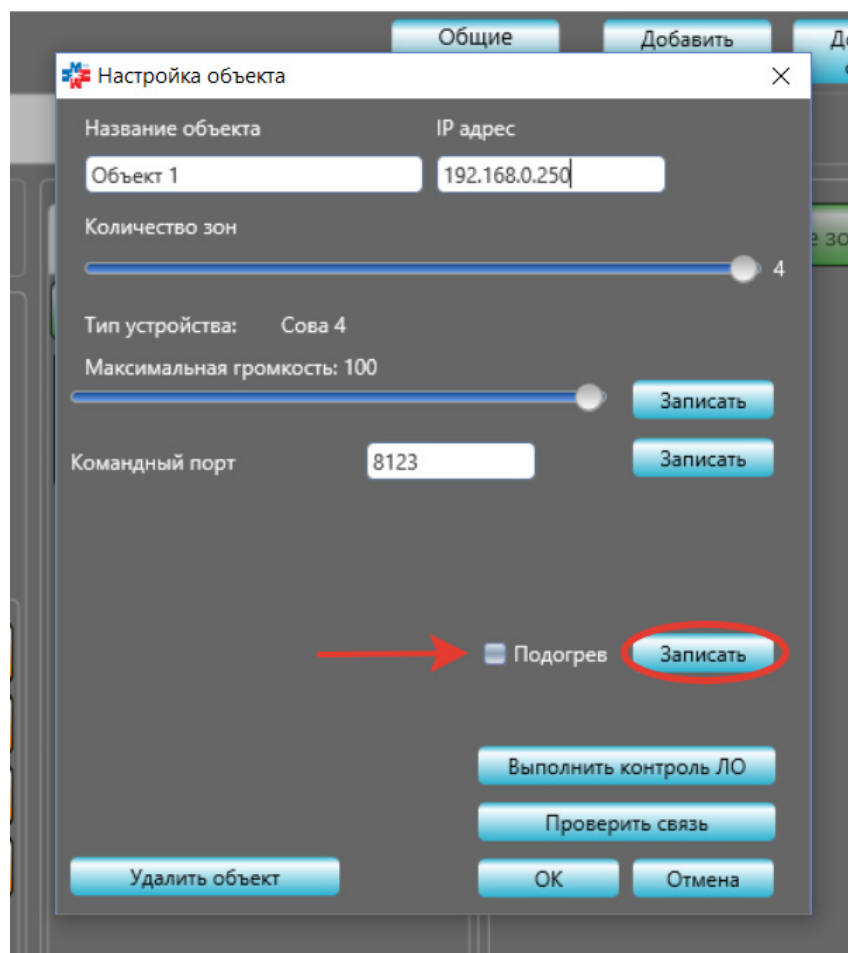 Общие
Добавить
Настройка объекта
Название объекта
IP адрес
Объект 1
192.168.0.250
Количество зон
4
Тип устройства: Сова 4
Максимальная громкость: 100
Записать
Командный порт
8123
Записать
Подогрев
Записать
Выполнить контроль ЛО
Проверить связь
Удалить объект
ОК
Отмена